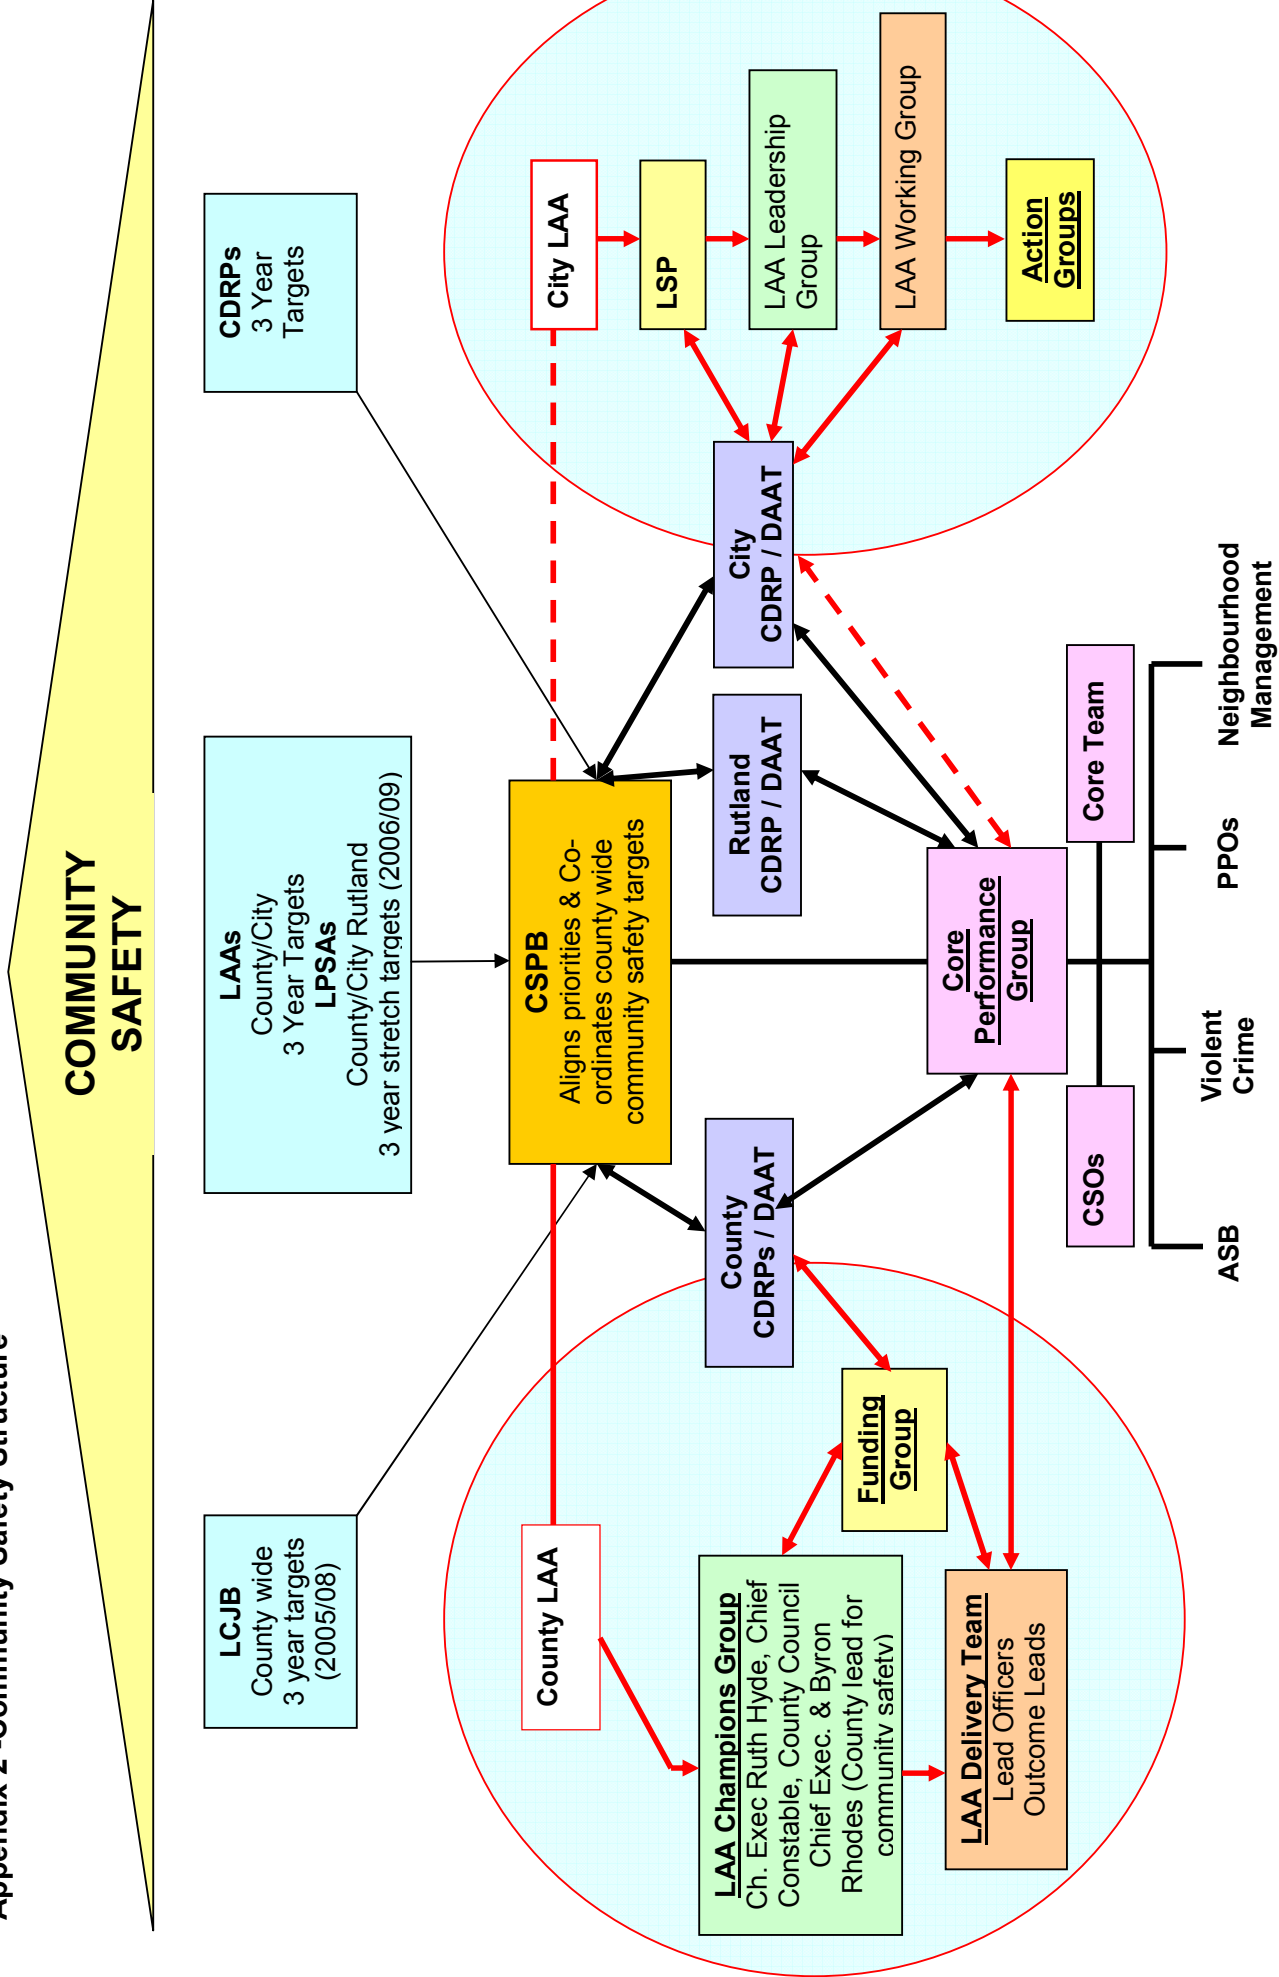 Appendix 2 -Community Safety Structure
COMMUNITY
SAFETY
LCJB
County wide
3 year targets
(2005/08)
LAAs
County/City
3 Year Targets
LPSAs
County/City Rutland
3 year stretch targets (2006/09)
CDRPs
3 Year
Targets
County LAA
CSPB
Aligns priorities & Co-
ordinates county wide
community safety targets
City LAA
LSP
LAA Leadership
Group
LAA Working Group
Action
Groups
County
CDRPs / DAAT
Rutland
CDRP / DAAT
City
CDRP / DAAT
LAA Champions Group
Ch. Exec Ruth Hyde, Chief
Constable, County Council
Chief Exec. & Byron
Rhodes (County lead for
community safety)
Funding
Group
LAA Delivery Team
Lead Officers
Outcome Leads
Core
Performance
Group
CSOs
Core Team
ASB
Violent
Crime
PPOs
Neighbourhood
Management